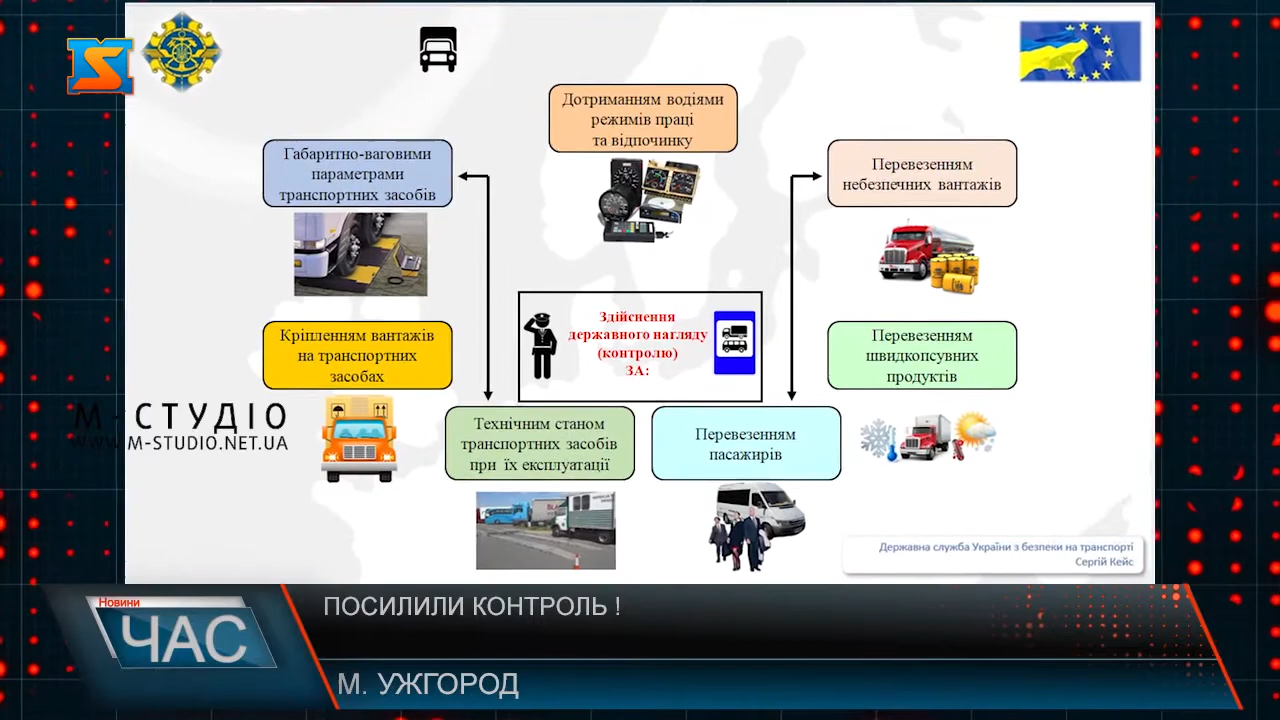 Дотриманням водіями
режимів праці
та відпочинку
Габаритно-ваговими
параметрами
транспортних засобів
Перевезенням
небезпечних вантажів
Здійснення
державного нагляду
(контролю)
ЗА:
Кріпленням вантажів
на транспортних
засобах
Перевезенням
швидкопсувних
продуктів
М-СТУДІО
WWW.M-STUDIO.NET.UA
Технічним станом
транспортних засобів
при їх експлуатації
Перевезенням
пасажирів
Державна служба України з безпеки на транспорті
Сергій Кейс
Новини
ЧАС
ПОСИЛИЛИ КОНТРОЛЬ !
М. УЖГОРОД